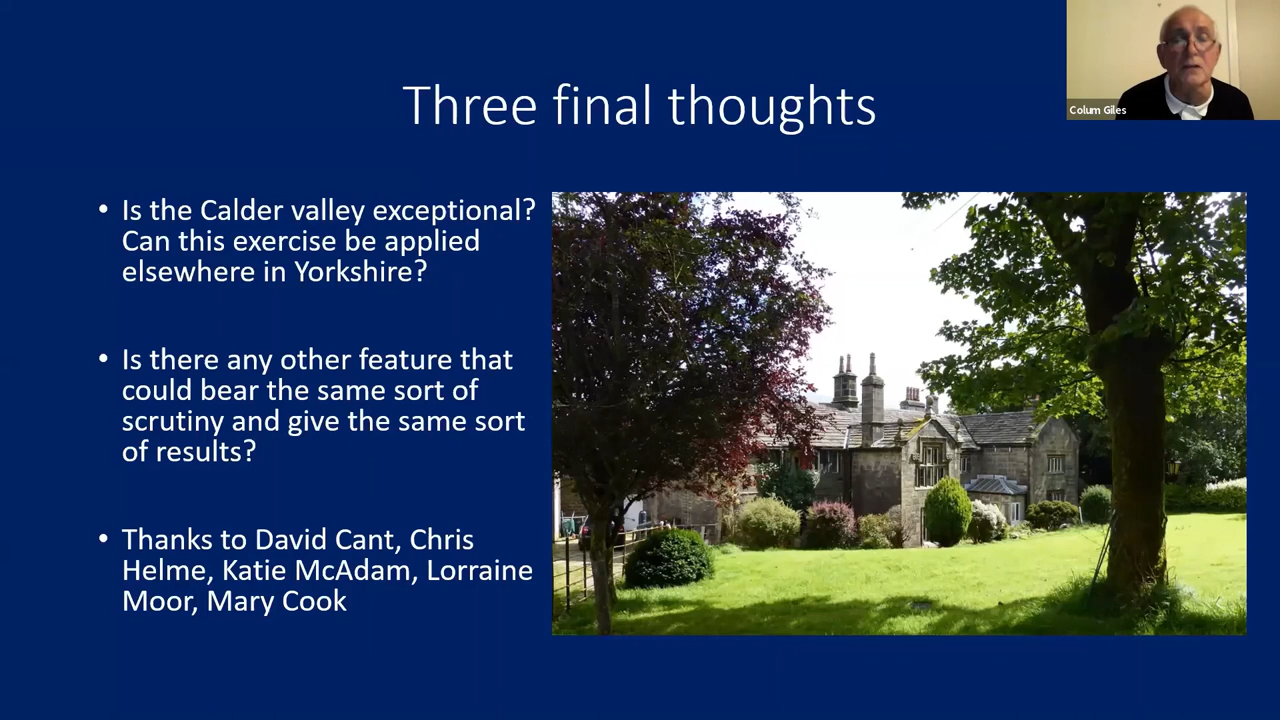 Three final thoughts
Colum Giles
• Is the Calder valley exceptional?
Can this exercise be applied
elsewhere in Yorkshire?
• Is there any other feature that
could bear the same sort of
scrutiny and give the same sort
of results?
• Thanks to David Cant, Chris
Helme, Katie McAdam, Lorraine
Moor, Mary Cook